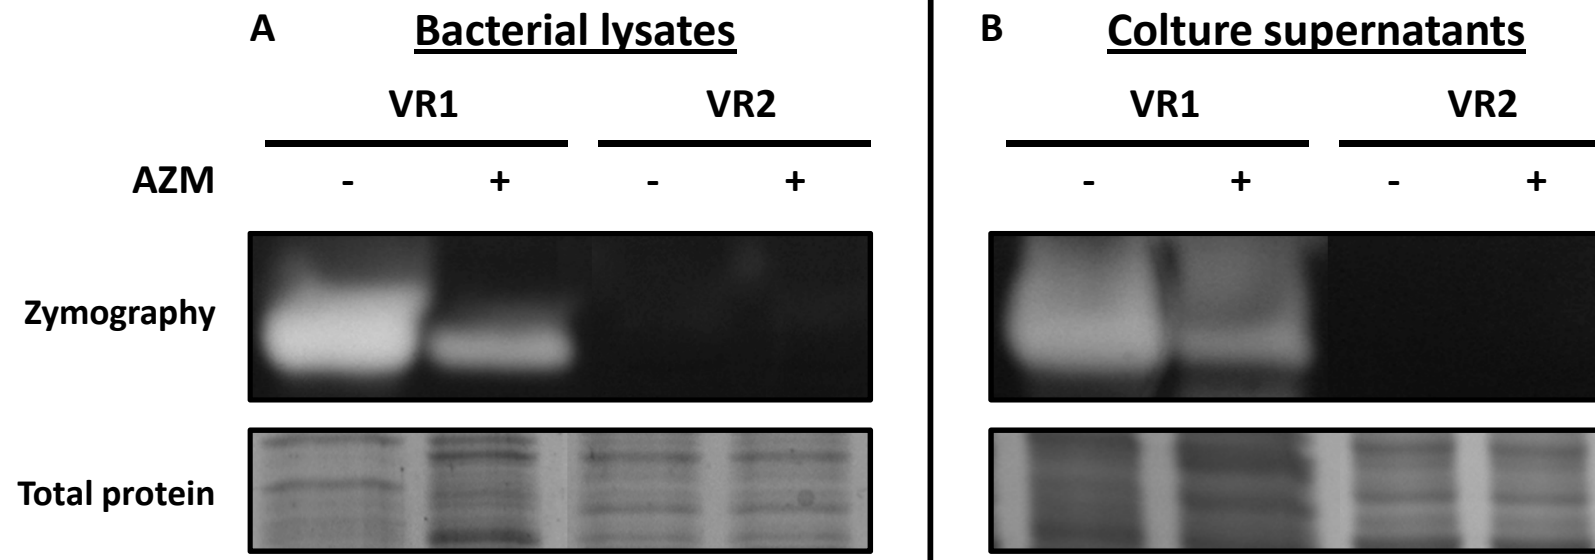 A Bacterial lysates
VR1 VR2
AZM - + - +
Zymography
Total protein
B Colture supernatants
VR1 VR2
- + - +